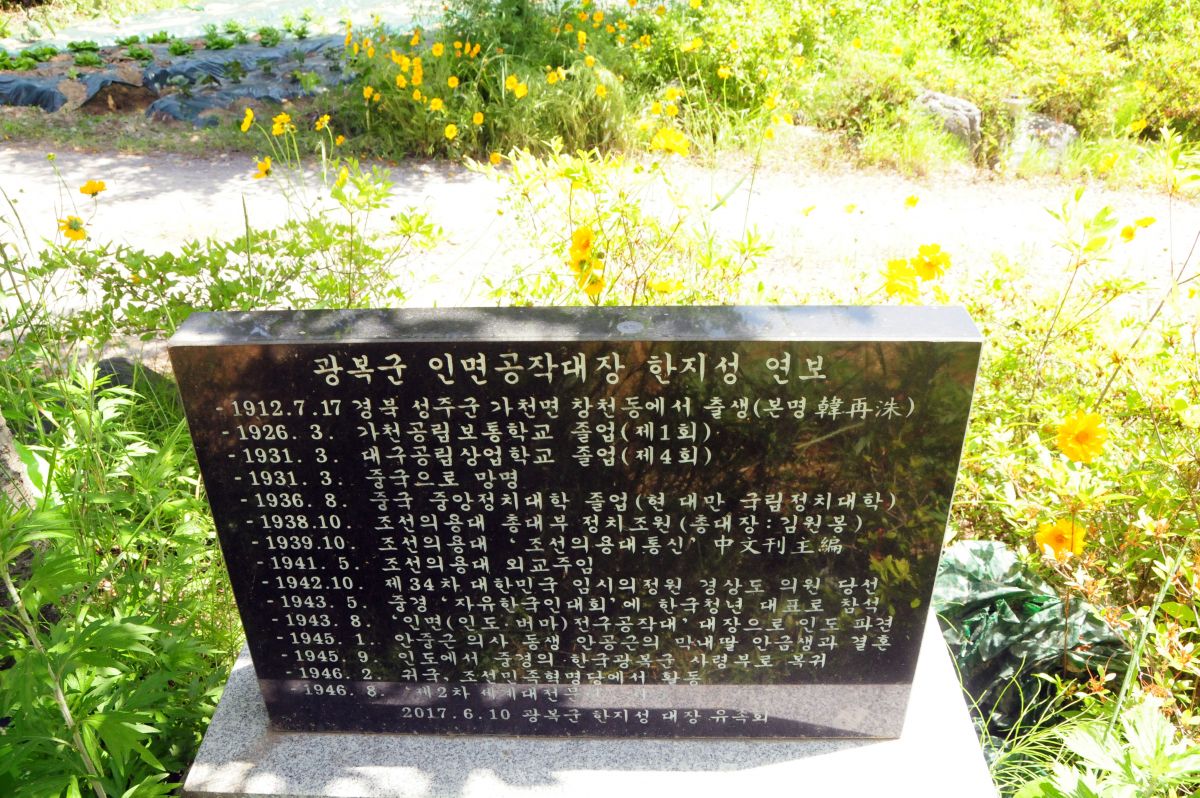 광복군 인면공작대장 한지성 연보
- 1912.7.17 경북 성주군 가천면 창천동에서 출생(본명 韓再洙)
- 1926. 3. 가천공립보통학교 졸업(제1회)
- 1931. 3. 대구공립상업학교 졸업(제4회)
- 1931. 3. 중국으로 망명
- 1936. 8. 중국 중앙정치대학 졸업(현 대만 국립정치대학)
- 1938.10. 조선의용대 총대부 정치조원(총대장:김원봉)
- 1939.10. 조선의용대 '조선의용대통신' 中文刊主編
- 1941. 5. 조선의용대 외교주임
- 1942.10. 제34차 대한민국 임시의정원 경상도 의원 당선
- 1943. 5. 중경 '자유한국인대회'에 한국청년 대표로 참석
- 1943. 8. '인면(인도·버마)전구공작대' 대장으로 인도 파견
- 1945. 1. 안중근의사 동생 안공근의 막내딸 안금생과 결혼
- 1945. 9. 인도에서 중경의 한국광복군 사령부로 복귀
- 1946. 2. 귀국, 조선민족혁명당에서 활동
- 1946. 8. '제2차 세계대전
2017.6.10 광복군 한지성 대장 유족회